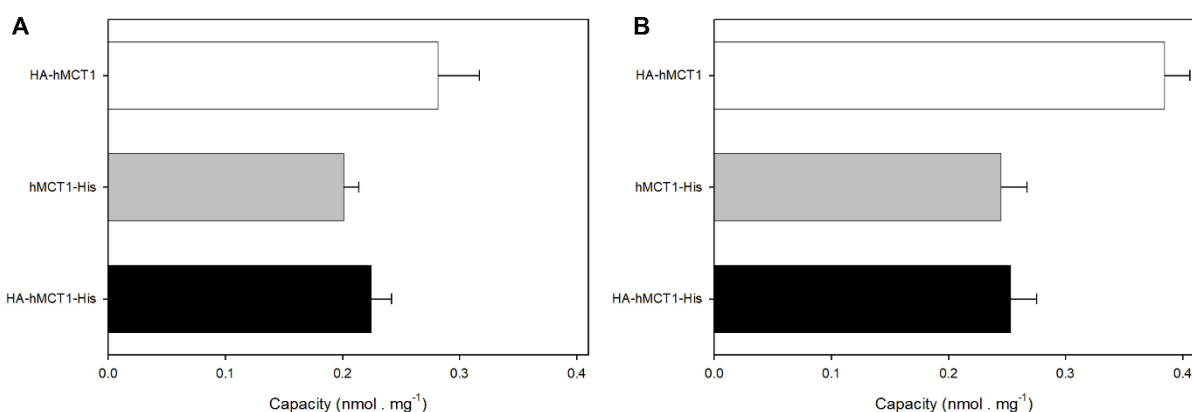 A
HA-hMCT1
hMCT1-His
HA-hMCT1-His
0.0 0.1 0.2 0.3 0.4
Capacity (nmol . mg⁻¹)
B
HA-hMCT1
hMCT1-His
HA-hMCT1-His
0.0 0.1 0.2 0.3 0.4
Capacity (nmol . mg⁻¹)